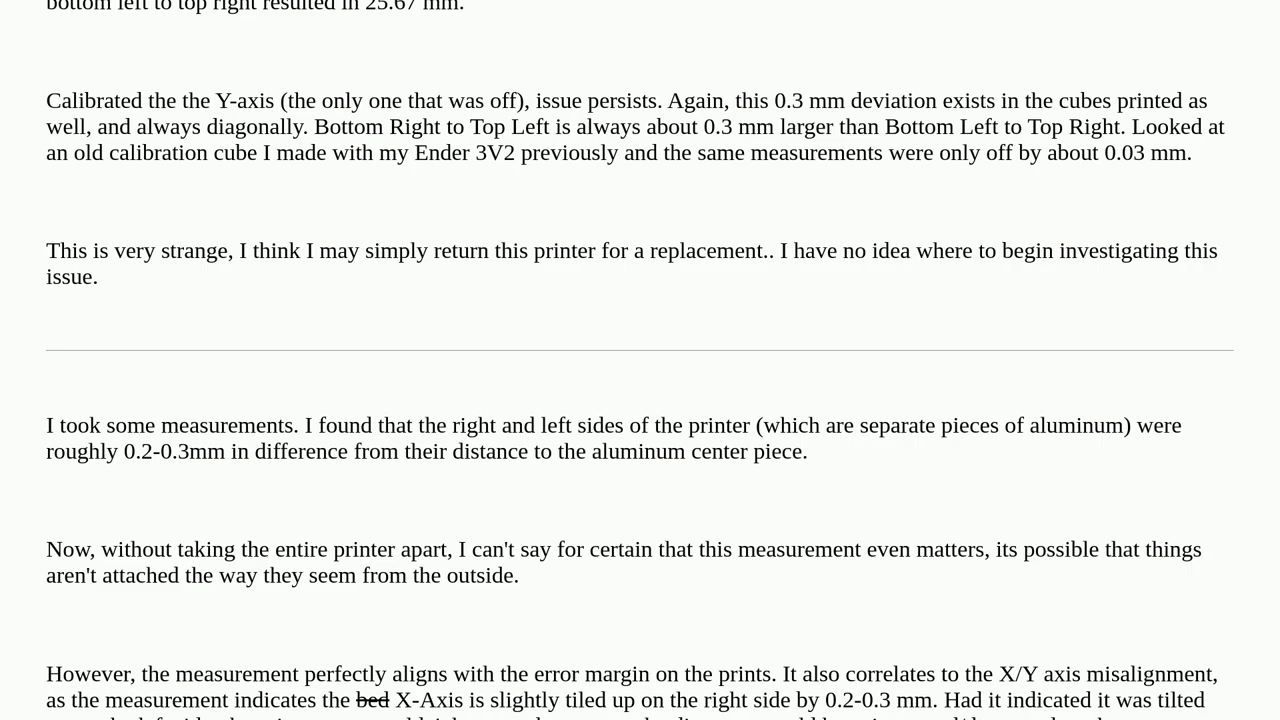 bottom left to top right resulted in 25.67 mm.
Calibrated the the Y-axis (the only one that was off), issue persists. Again, this 0.3 mm deviation exists in the cubes printed as
well, and always diagonally. Bottom Right to Top Left is always about 0.3 mm larger than Bottom Left to Top Right. Looked at
an old calibration cube I made with my Ender 3V2 previously and the same measurements were only off by about 0.03 mm.
This is very strange, I think I may simply return this printer for a replacement.. I have no idea where to begin investigating this
issue.
I took some measurements. I found that the right and left sides of the printer (which are separate pieces of aluminum) were
roughly 0.2-0.3mm in difference from their distance to the aluminum center piece.
Now, without taking the entire printer apart, I can't say for certain that this measurement even matters, its possible that things
aren't attached the way they seem from the outside.
However, the measurement perfectly aligns with the error margin on the prints. It also correlates to the X/Y axis misalignment,
as the measurement indicates the bed X-Axis is slightly tiled up on the right side by 0.2-0.3 mm. Had it indicated it was tilted